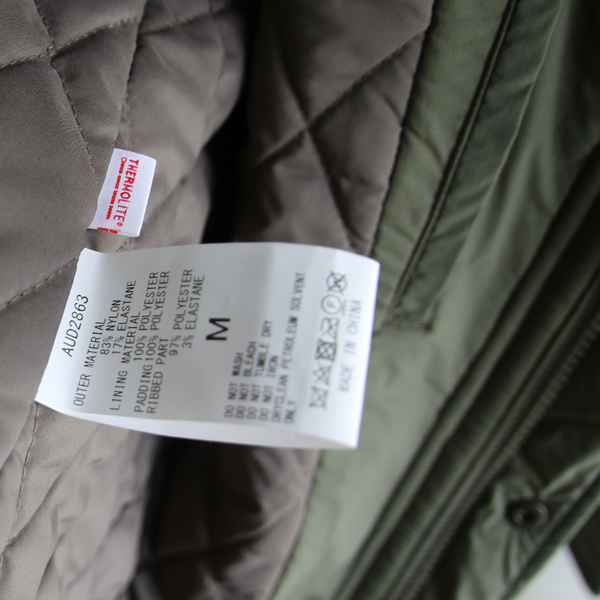 THERMOLITE®
AUD2863
OUTER MATERIAL
83% NYLON
17% ELASTANE
LINING MATERIAL
100% POLYESTER
PADDING 100% POLYESTER
RIBBED PART
97% POLYESTER
3% ELASTANE
M
DO NOT WASH
DO NOT BLEACH
DO NOT TUMBLE DRY
DO NOT IRON
DRYCLEAN PETROLEUM SOLVENT
ONLY
MADE IN CHINA